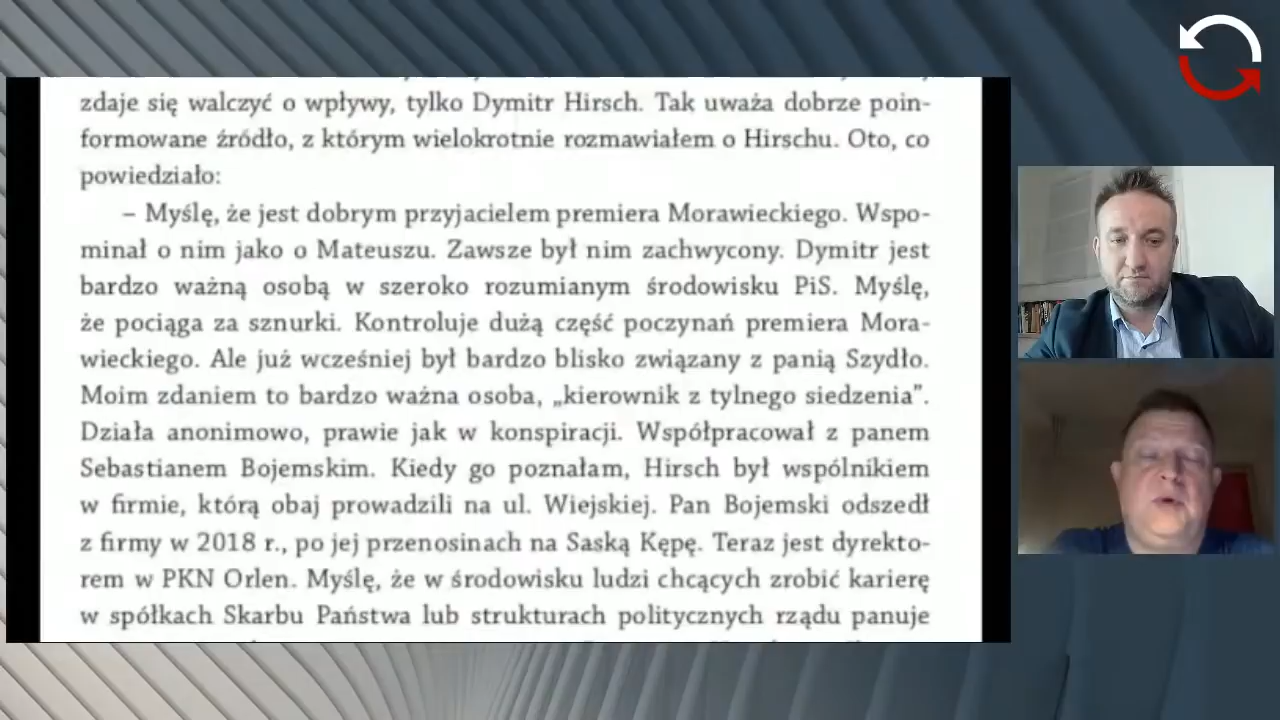 zdaje się walczyć o wpływy, tylko Dymitr Hirsch. Tak uważa dobrze poin-
formowane źródło, z którym wielokrotnie rozmawiałem o Hirschu. Oto, co
powiedziało:
– Myślę, że jest dobrym przyjacielem premiera Morawieckiego. Wspo-
minał o nim jako o Mateuszu. Zawsze był nim zachwycony. Dymitr jest
bardzo ważną osobą w szeroko rozumianym środowisku PiS. Myślę,
że pociąga za sznurki. Kontroluje dużą część poczynań premiera Mora-
wieckiego. Ale już wcześniej był bardzo blisko związany z panią Szydło.
Moim zdaniem to bardzo ważna osoba, „kierownik z tylnego siedzenia”.
Działa anonimowo, prawie jak w konspiracji. Współpracował z panem
Sebastianem Bojemskim. Kiedy go poznałam, Hirsch był wspólnikiem
w firmie, którą obaj prowadzili na ul. Wiejskiej. Pan Bojemski odszedł
z firmy w 2018 r., po jej przenosinach na Saską Kępę. Teraz jest dyrekto-
rem w PKN Orlen. Myślę, że w środowisku ludzi chcących zrobić karierę
w spółkach Skarbu Państwa lub strukturach politycznych rządu panuje